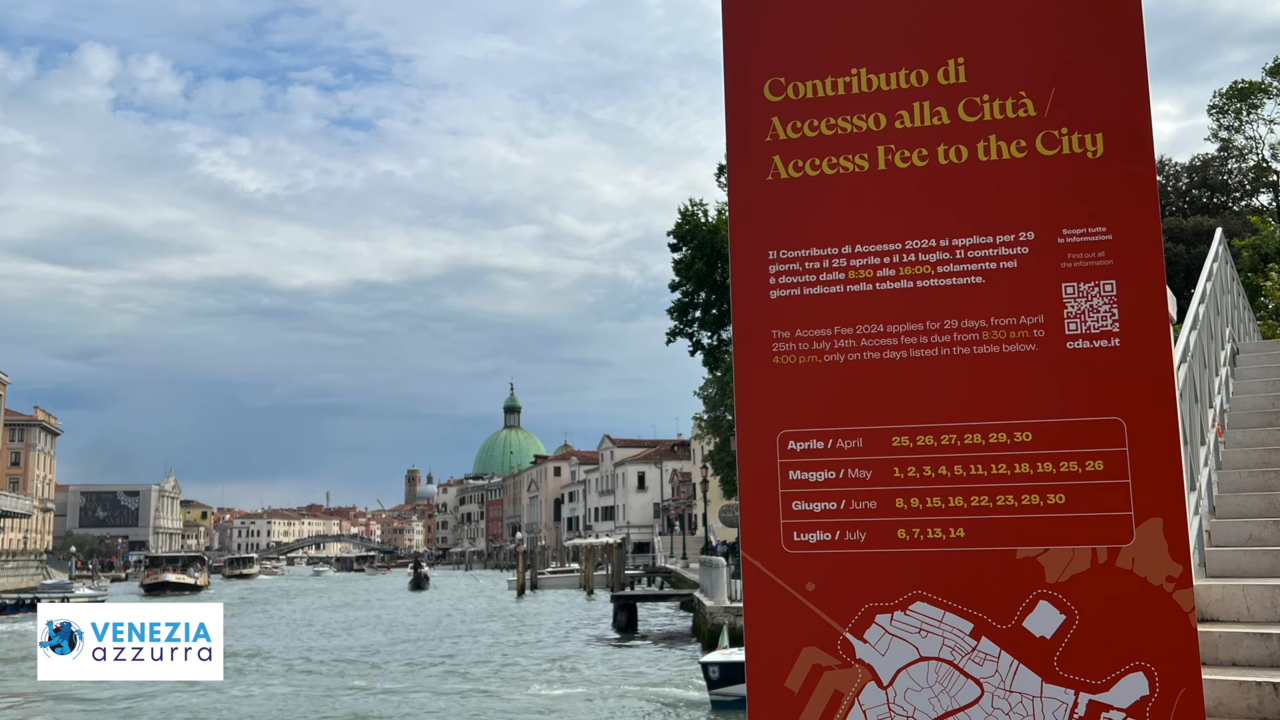 Contributo di
Accesso alla Città /
Access Fee to the City
Il Contributo di Accesso 2024 si applica per 29
giorni, tra il 25 aprile e il 14 luglio. Il contributo
è dovuto dalle 8:30 alle 16:00, solamente nei
giorni indicati nella tabella sottostante.
Scopri tutte
le informazioni
Find out all
the information
cda.ve.it
The Access Fee 2024 applies for 29 days, from April
25th to July 14th. Access fee is due from 8:30 a.m. to
4:00 p.m., only on the days listed in the table below.
Aprile / April 25, 26, 27, 28, 29, 30
Maggio / May 1, 2, 3, 4, 5, 11, 12, 18, 19, 25, 26
Giugno / June 8, 9, 15, 16, 22, 23, 29, 30
Luglio / July 6, 7, 13, 14
VENEZIA
azzurra